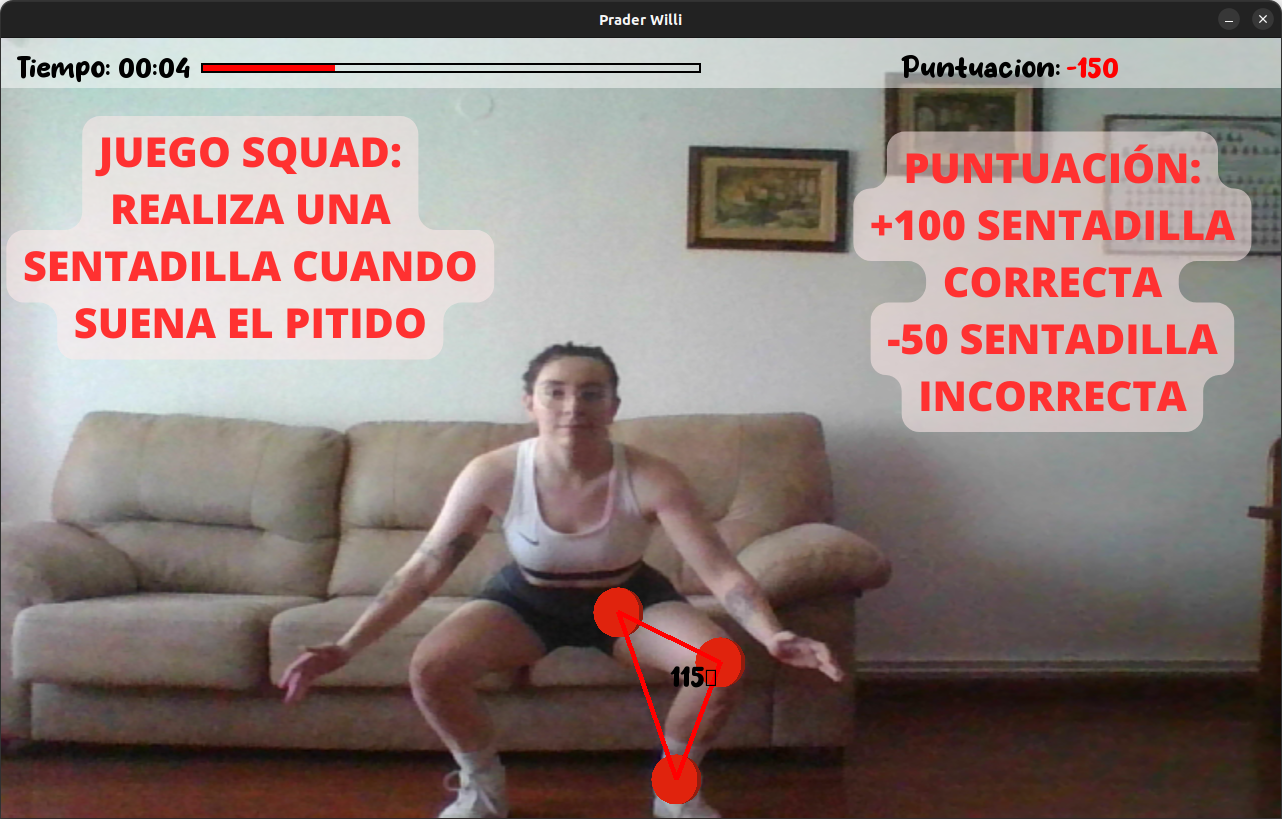 Prader Willi
Tiempo: 00:04
Puntuacion: -150
JUEGO SQUAD:
REALIZA UNA
SENTADILLA CUANDO
SUENA EL PITIDO
PUNTUACIÓN:
+100 SENTADILLA
CORRECTA
-50 SENTADILLA
INCORRECTA
115